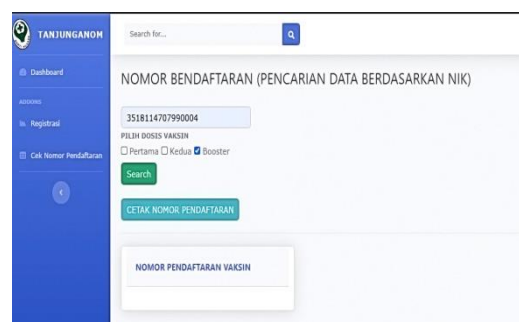 TANJUNGANOM
Search for...
Dashboard
ADDONS
Registrasi
Cek Nomor Pendaftaran
NOMOR BENDAFTARAN (PENCARIAN DATA BERDASARKAN NIK)
3518114707990004
PILIH DOSIS VAKSIN
Pertama Kedua Booster
Search
CETAK NOMOR PENDAFTARAN
NOMOR PENDAFTARAN VAKSIN